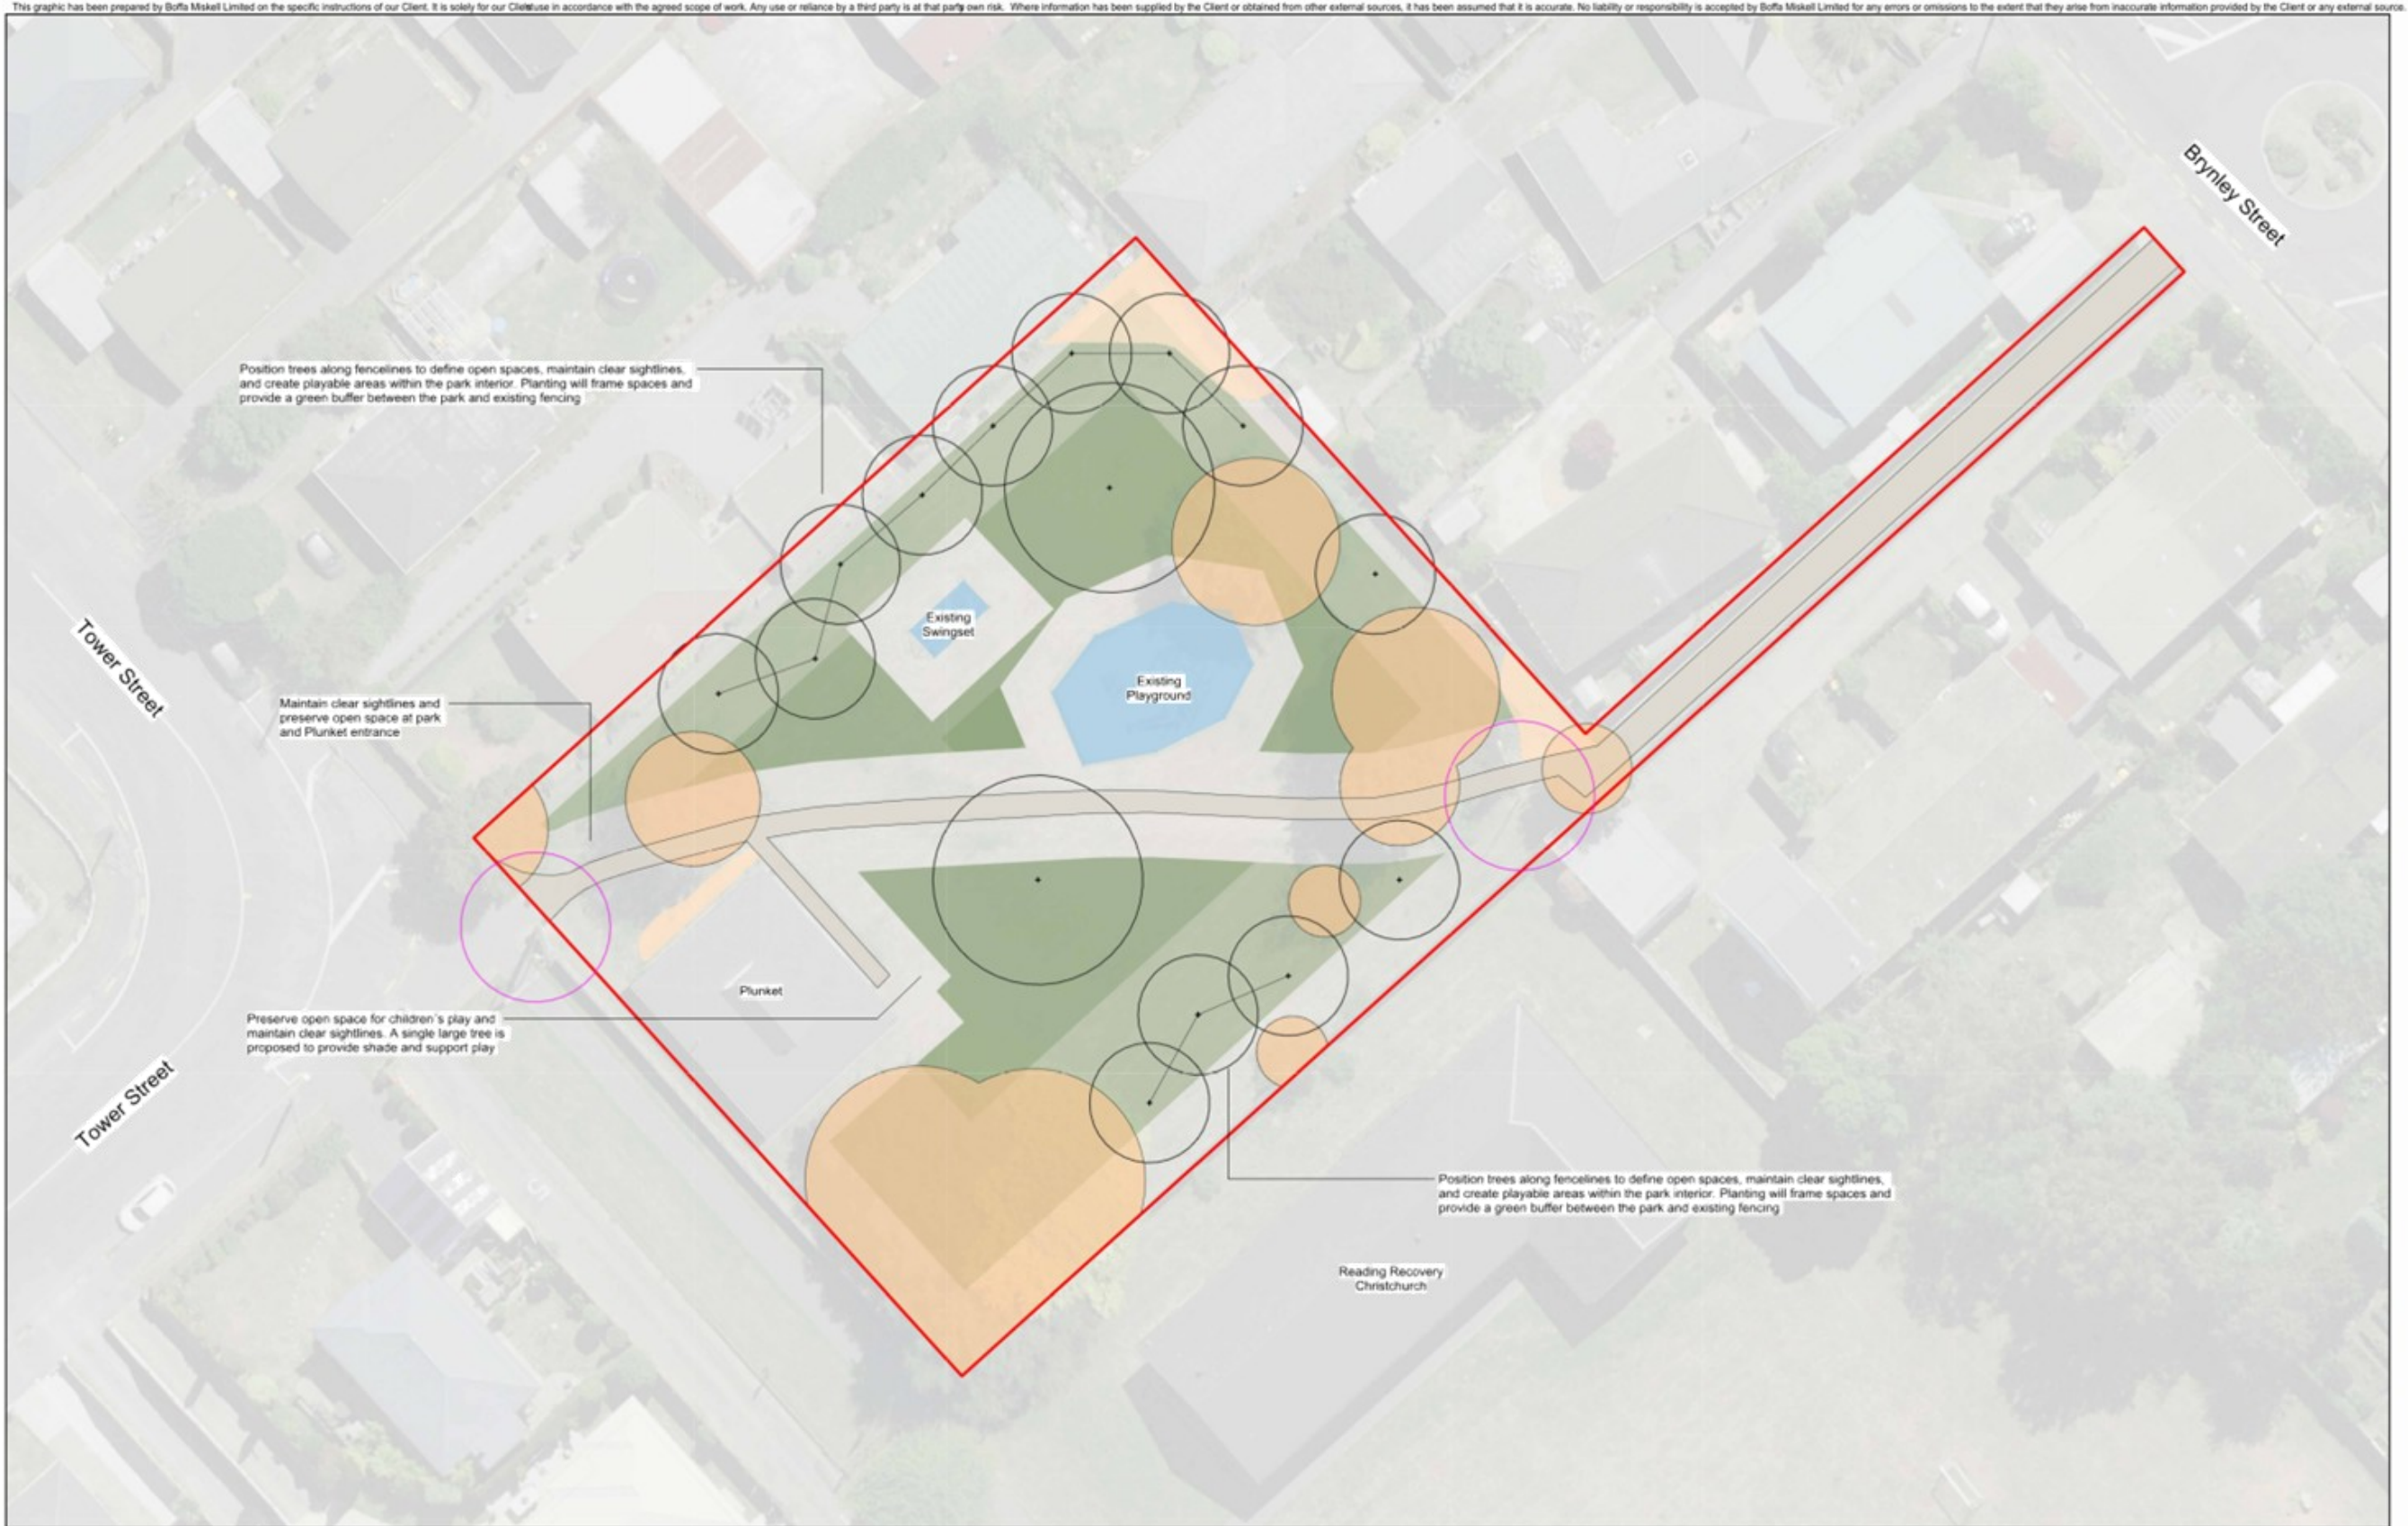 This graphic has been prepared by Boffa Miskell Limited on the specific instructions of our Client. It is solely for our use in accordance with the agreed scope of work. Any use or reliance by a third party is at that own risk. Where information has been supplied by the Client or obtained from other external sources, it has been assumed that it is accurate. No liability or responsibility is accepted by Boffa Miskell Limited for any errors or omissions to the extent that they arise from inaccurate information provided by the Client or any external source.
Brynley Street
Position trees along fencelines to define open spaces, maintain clear sightlines,
and create playable areas within the park interior. Planting will frame spaces and
provide a green buffer between the park and existing fencing
Existing
Swingset
Tower Street
Existing
Playground
Maintain clear sightlines and
preserve open space at park
and Plunket entrance
Plunket
Preserve open space for children's play and
maintain clear sightlines. A single large tree is
proposed to provide shade and support play
Tower Street
Position trees along fencelines to define open spaces, maintain clear sightlines,
and create playable areas within the park interior. Planting will frame spaces and
provide a green buffer between the park and existing fencing
Reading Recovery
Christchurch